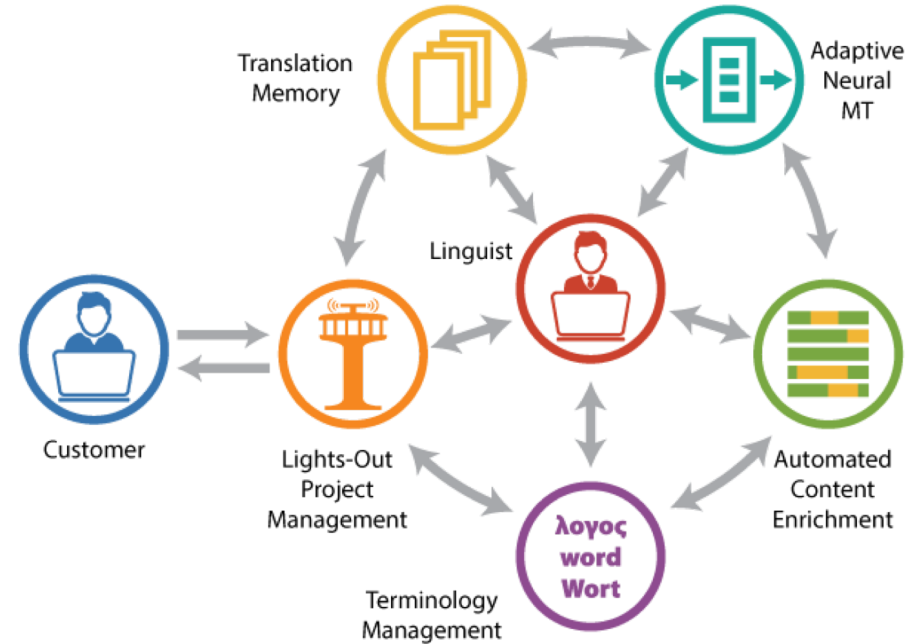 Translation
Memory
Adaptive
Neural
MT
Linguist
Customer
Lights-Out
Project
Management
Automated
Content
Enrichment
λογος
word
Wort
Terminology
Management